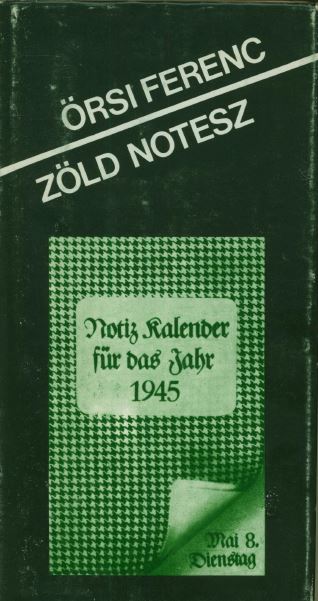 ÖRSI FERENC
ZÖLD NOTESZ
Notiz Kalender
für das Jahr
1945
Mai 8.
Dienstag